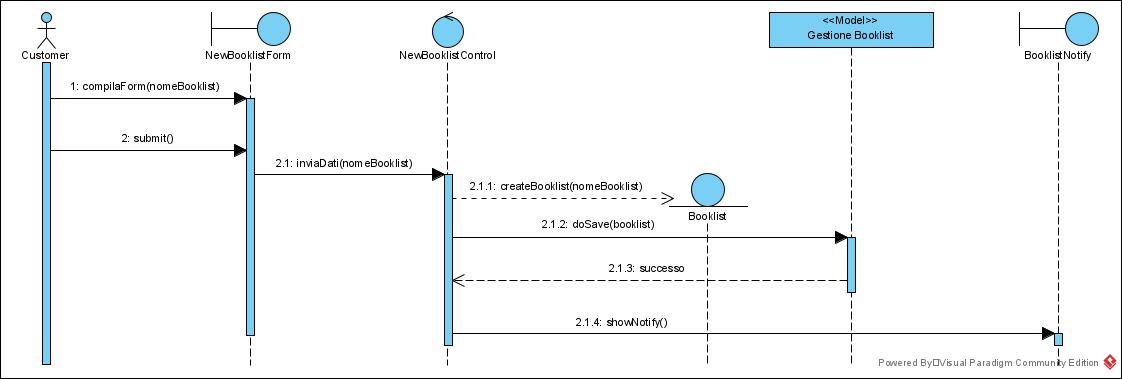 <<Model>>
Gestione Booklist
Customer
NewBooklistForm
NewBooklistControl
BooklistNotify
1: compilaForm(nomeBooklist)
2: submit()
2.1: inviaDati(nomeBooklist)
2.1.1: createBooklist(nomeBooklist)
Booklist
2.1.2: doSave(booklist)
2.1.3: successo
2.1.4: showNotify()
Powered By Visual Paradigm Community Edition